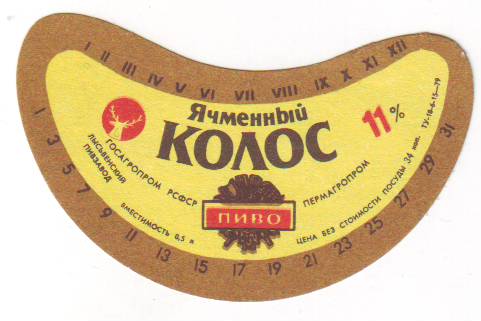 I II III IV V VI VII VIII IX X XI XII
Ячменный
КОЛОС
11%
ТУ-18-6-15-79
ГОСАГРОПРОМ РСФСР
ЛЫСЬВЕНСКИЙ
ПИВЗАВОД
ПЕРМАГРОПРОМ
ПИВО
ВМЕСТИМОСТЬ 0,5 л
ЦЕНА БЕЗ СТОИМОСТИ ПОСУДЫ 34 коп.
1 3 5 7 9 11 13 15 17 19 21 23 25 27 29 31